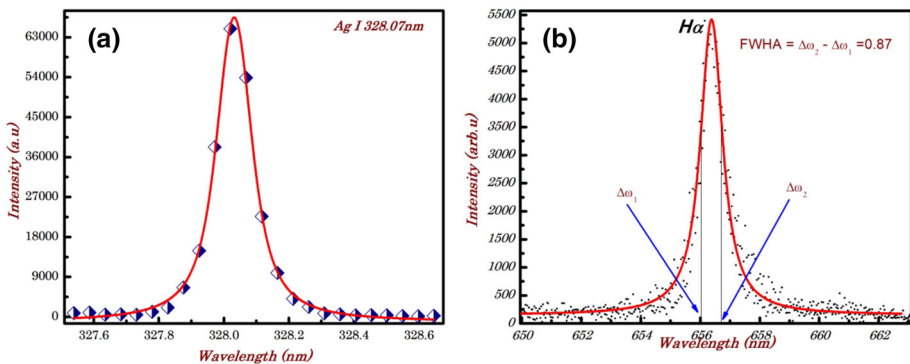 (a)
Ag I 328.07nm
Intensity (a.u)
63000
54000
45000
36000
27000
18000
9000
0
327.6 327.8 328.0 328.2 328.4 328.6
Wavelength (nm)
(b)
Hα
FWHA = Δω₂ - Δω₁ =0.87
Intensity (arb.u)
5500
5000
4500
4000
3500
3000
2500
2000
1500
1000
500
0
Δω₁
Δω₂
650 652 654 656 658 660 662
Wavelength (nm)